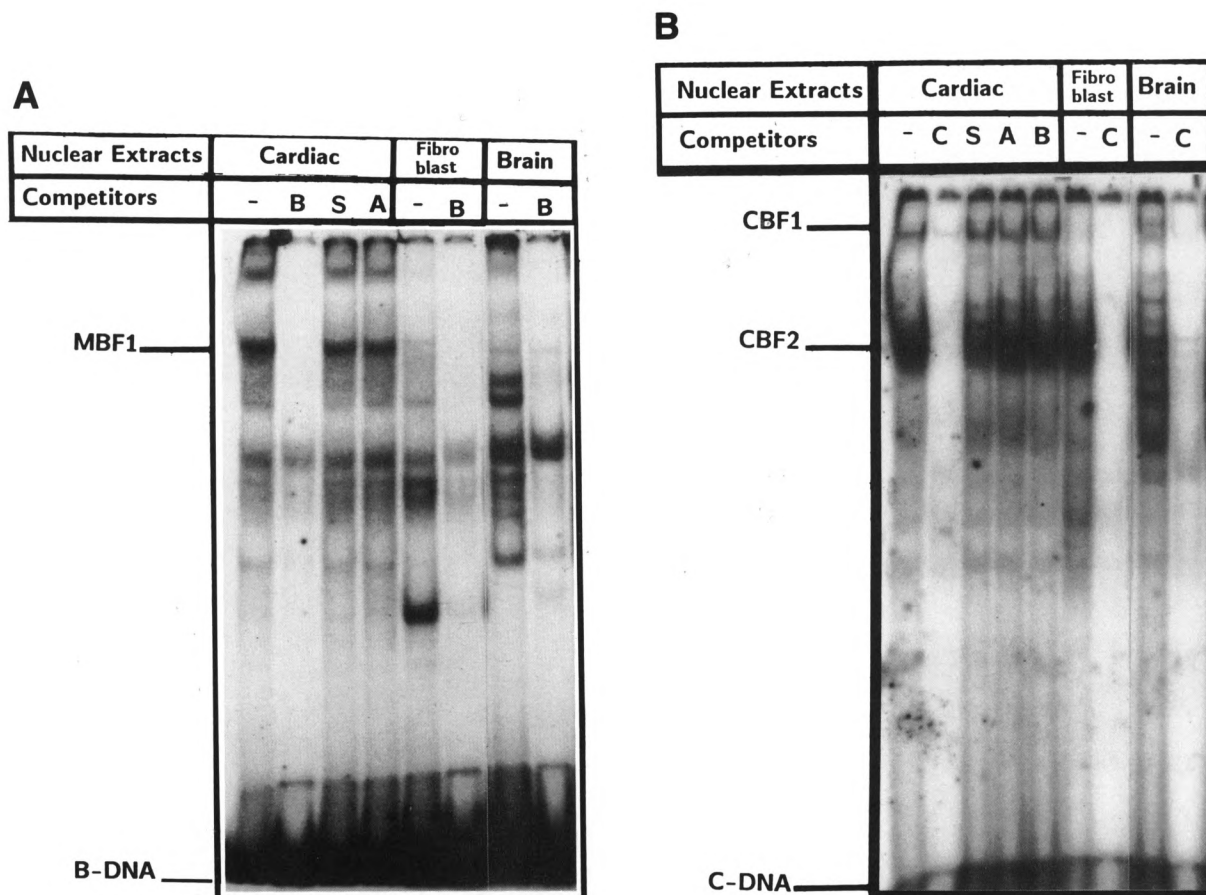 A
Nuclear Extracts Cardiac Fibro blast Brain
Competitors - B S A - B - B
MBF1
B-DNA
B
Nuclear Extracts Cardiac Fibro blast Brain
Competitors - C S A B - C - C
CBF1
CBF2
C-DNA